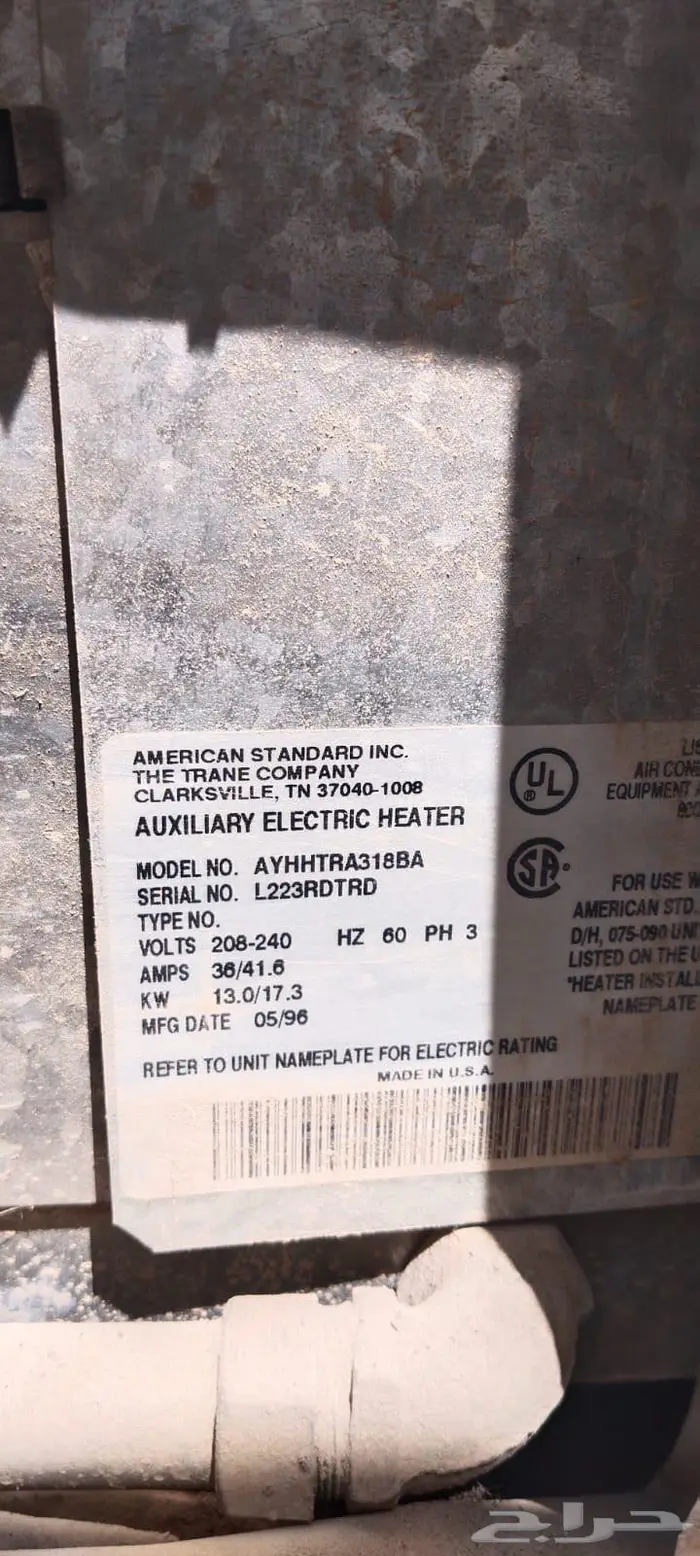 AMERICAN STANDARD INC.
THE TRANE COMPANY
CLARKSVILLE, TN 37040-1008
AUXILIARY ELECTRIC HEATER
MODEL NO. AYHHTRA318BA
SERIAL NO. L223RDTRD
TYPE NO.
VOLTS 208-240 HZ 60 PH 3
AMPS 36/41.6
KW 13.0/17.3
MFG DATE 05/96
REFER TO UNIT NAMEPLATE FOR ELECTRIC RATING
MADE IN U.S.A.
UL ®
SA
AIR
EQUIPMENT
FOR USE
AMERICAN STD.
D/H, 075-090
LISTED ON THE
"HEATER
NAMEPLATE
حراج